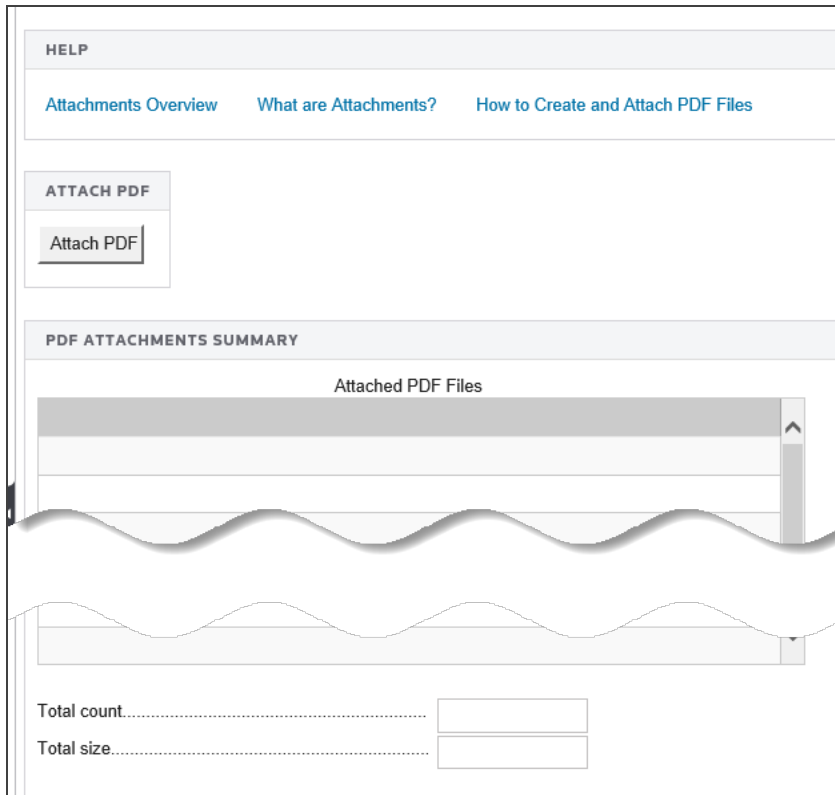 HELP
Attachments Overview What are Attachments? How to Create and Attach PDF Files
ATTACH PDF
Attach PDF
PDF ATTACHMENTS SUMMARY
Attached PDF Files
Total count................................................................
Total size...................................................................